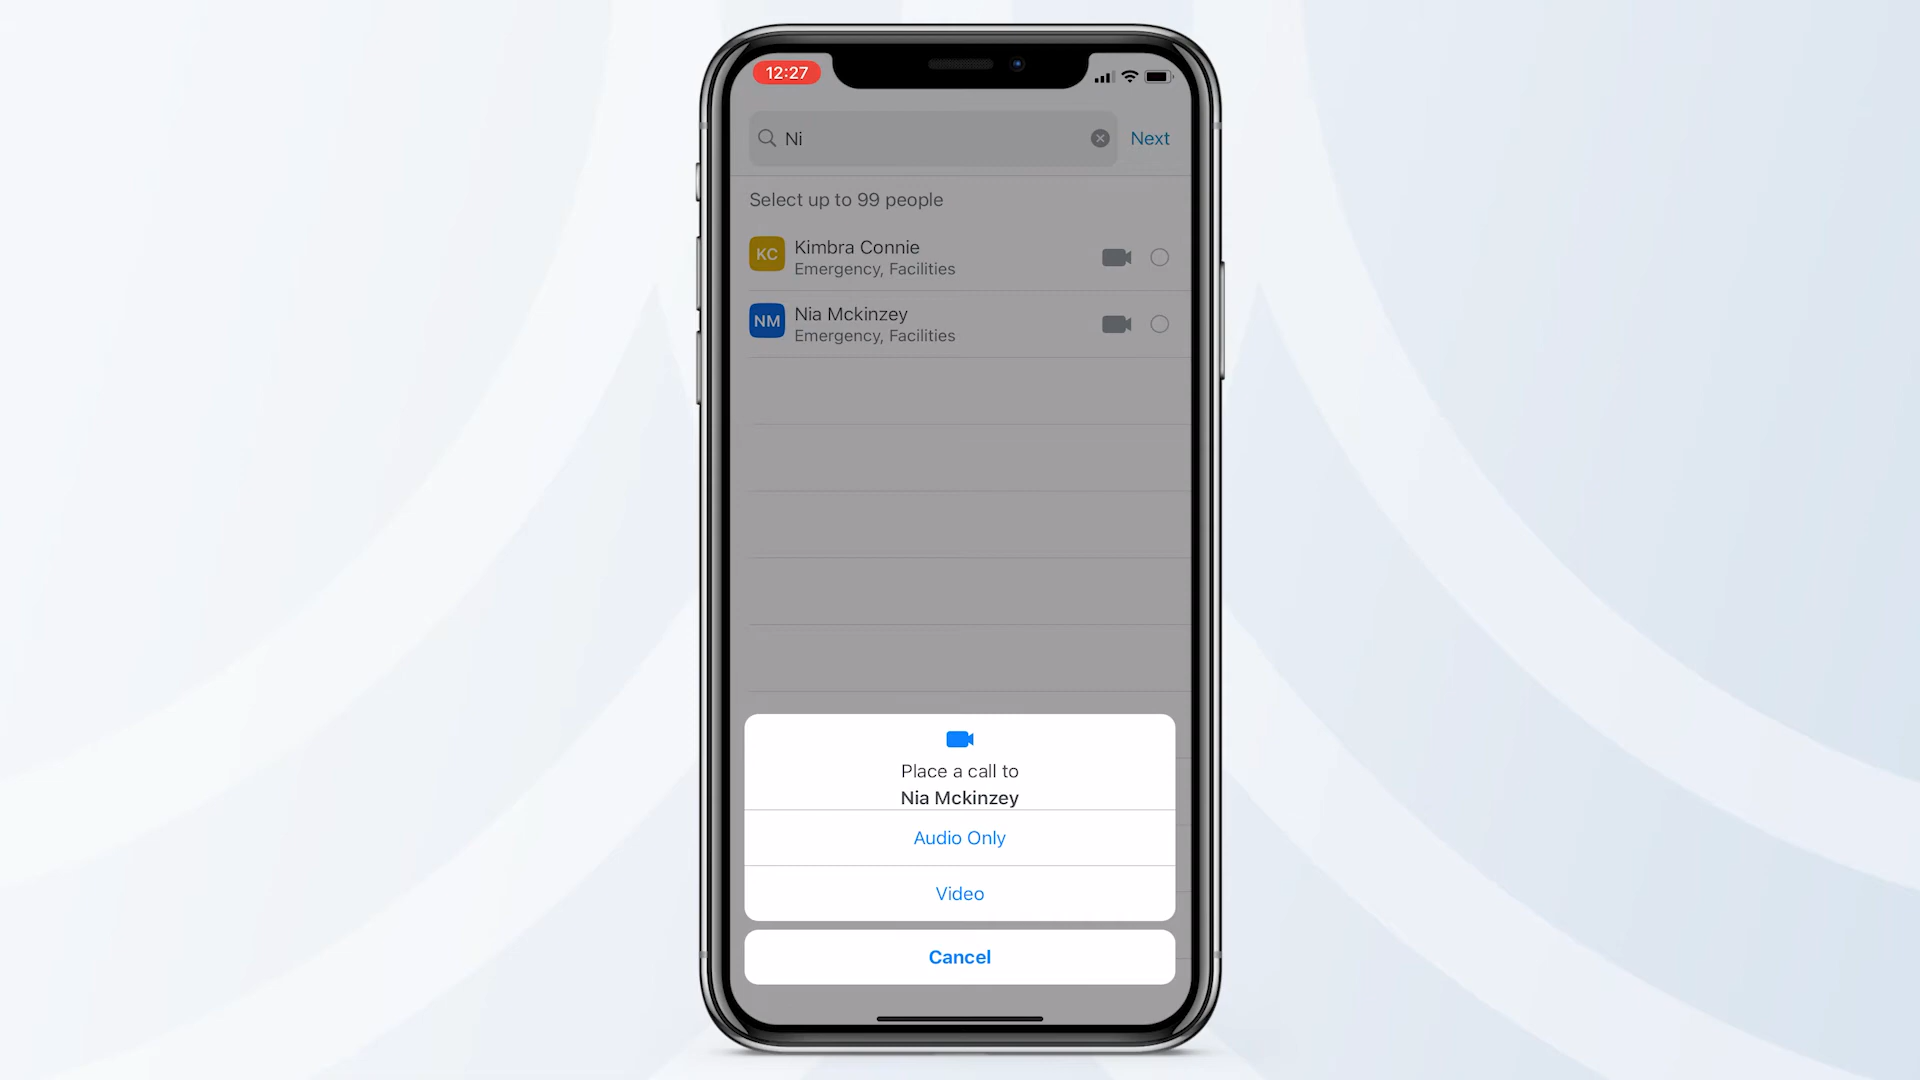 12:27
Ni
Next
Select up to 99 people
KC
Kimbra Connie
Emergency, Facilities
NM
Nia Mckinzey
Emergency, Facilities
Place a call to
Nia Mckinzey
Audio Only
Video
Cancel